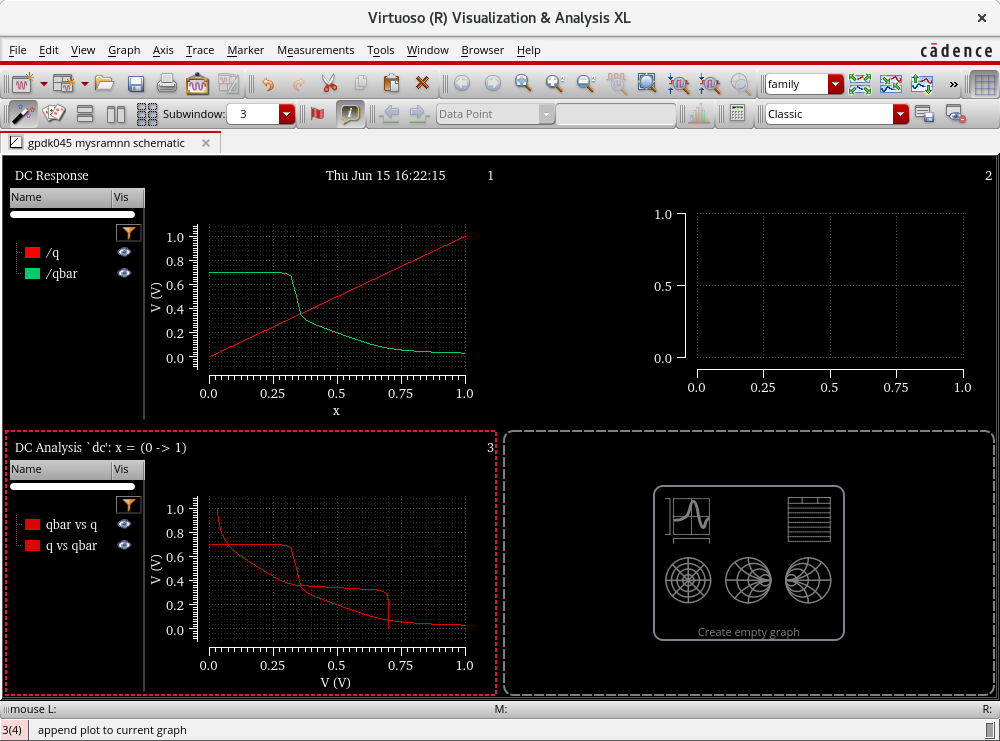 Virtuoso (R) Visualization & Analysis XL
File Edit View Graph Axis Trace Marker Measurements Tools Window Browser Help
cādence
family
»
Subwindow: 3
Data Point
Classic
gpdk045 mysramnn schematic
DC Response
Thu Jun 15 16:22:15
1
Name Vis
/q
/qbar
1.0
0.8
0.6
0.4
0.2
0.0
V (V)
0.0 0.25 0.5 0.75 1.0
x
2
1.0
0.5
0.0
0.0 0.25 0.5 0.75 1.0
DC Analysis `dc': x = (0 -> 1)
3
Name Vis
qbar vs q
q vs qbar
1.0
0.8
0.6
0.4
0.2
0.0
V (V)
0.0 0.25 0.5 0.75 1.0
V (V)
Create empty graph
mouse L: M: R:
3(4) append plot to current graph